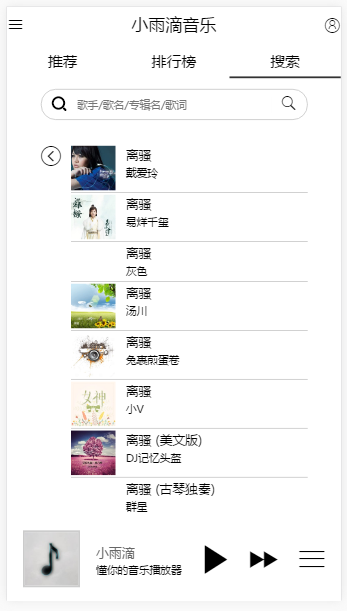 小雨滴音乐
推荐 排行榜 搜索
歌手/歌名/专辑名/歌词
离骚
戴爱玲
离骚
易烊千玺
离骚
灰色
离骚
汤川
离骚
兔裹煎蛋卷
离骚
小V
女神
离骚 (美文版)
DJ记忆头盔
离骚 (古琴独奏)
群星
小雨滴
懂你的音乐播放器